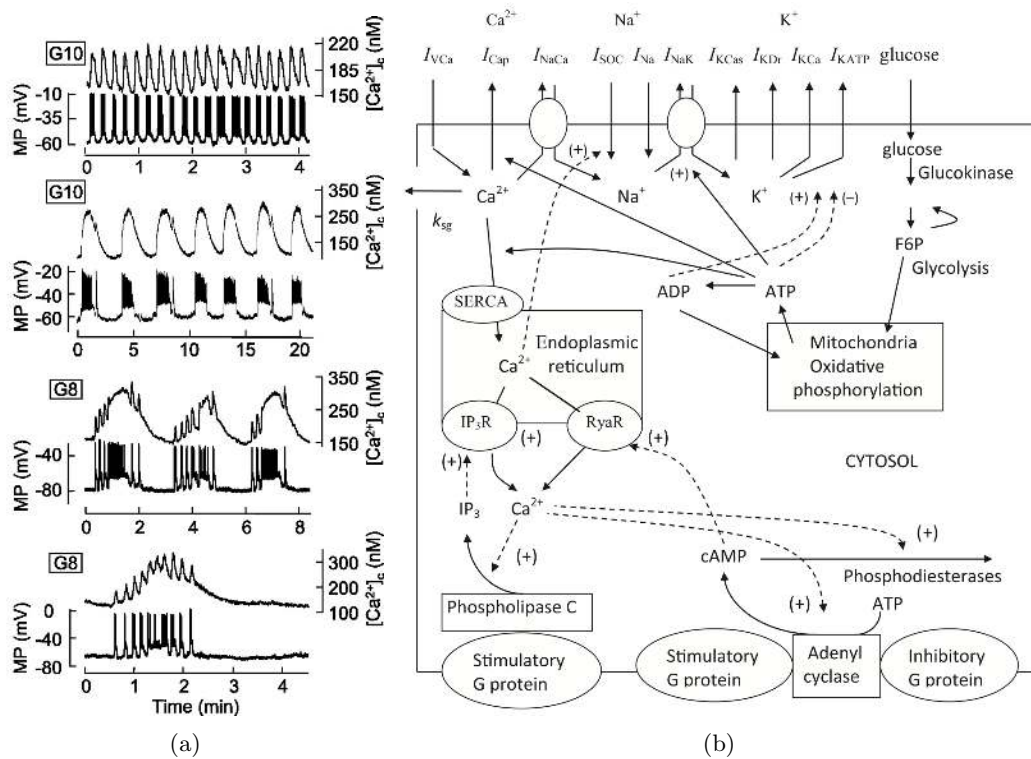 G10
220
185
150
[Ca²⁺]c (nM)
-10
-35
-60
MP (mV)
0 1 2 3 4
G10
350
250
100
[Ca²⁺]c (nM)
-20
-40
-60
MP (mV)
0 5 10 15 20
G8
350
250
150
[Ca²⁺]c (nM)
-40
-80
MP (mV)
0 2 4 6 8
G8
300
200
100
[Ca²⁺]c (nM)
0
-40
-80
MP (mV)
0 1 2 3 4
Time (min)
(a)
Ca²⁺ Na⁺ K⁺
IVCa ICap INaCa ISOC INa INaK IKCas IKDr IKCa IKATP glucose
(+)
glucose
Glucokinase
(+)
Ca²⁺ Na⁺ K⁺ (+) (−)
ksg
F6P
Glycolysis
SERCA
ADP ATP
Endoplasmic
reticulum
Ca²⁺
Mitochondria
Oxidative
phosphorylation
IP₃R (+) RyaR (+)
(+)
CYTOSOL
IP₃ Ca²⁺
(+)
(+)
cAMP
Phosphodiesterases
(+) ATP
Phospholipase C
Stimulatory
G protein
Stimulatory
G protein
Adenyl
cyclase
Inhibitory
G protein
(b)